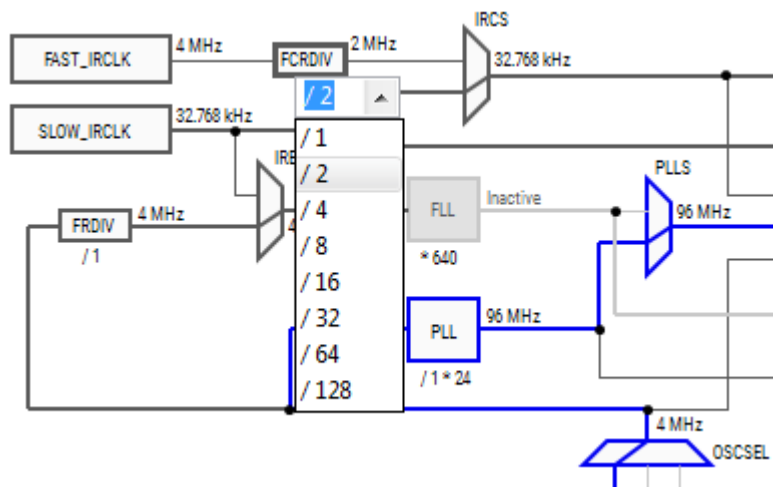 IRCS
FAST_IRCLK
4 MHz
FCRDIV
2 MHz
32.768 kHz
/ 2
SLOW_IRCLK
32.768 kHz
/ 1
/ 2
/ 4
/ 8
/ 16
/ 32
/ 64
/ 128
PLLS
FRDIV
4 MHz
/ 1
FLL
Inactive
* 640
96 MHz
PLL
96 MHz
/ 1 * 24
4 MHz
OSCSEL